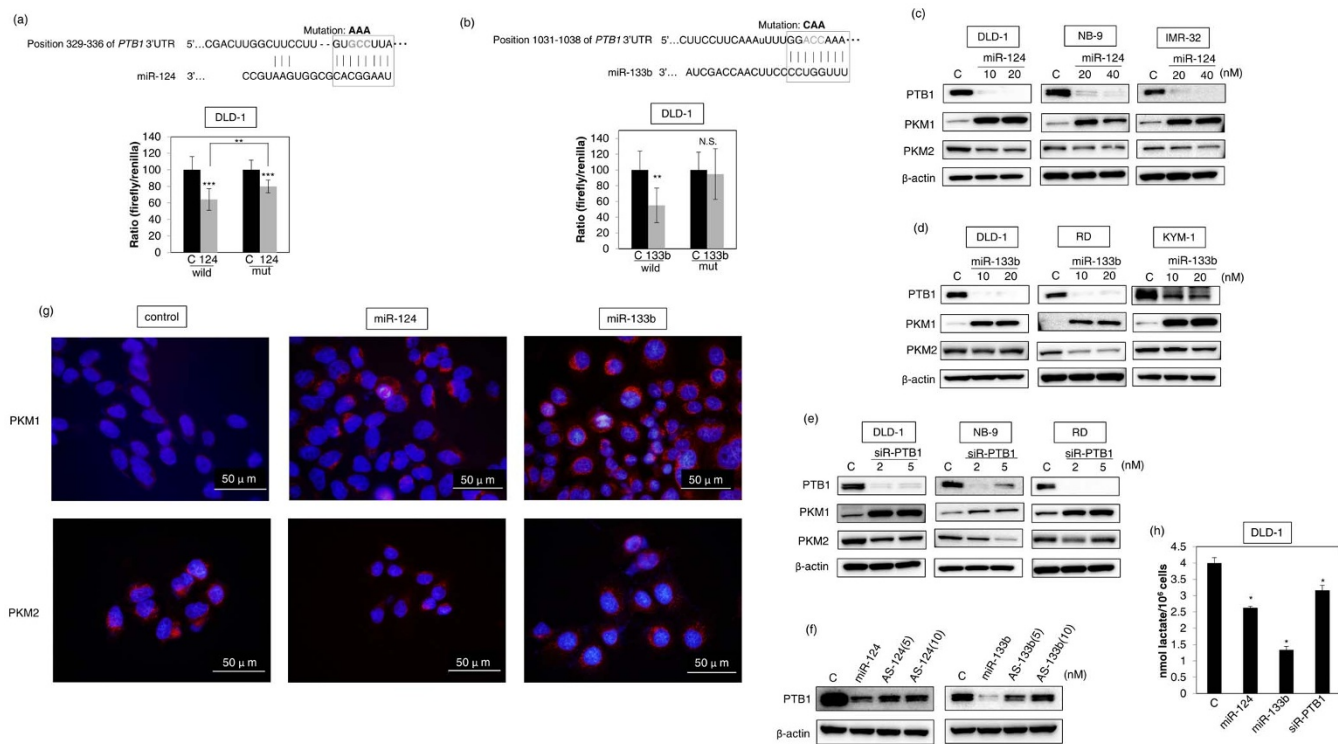 (a)
Mutation: AAA
Position 329-336 of PTB1 3'UTR 5'...CGACUUGGCUUCCUU - - GUGCCUUA...
miR-124 3'... CCGUAAGUGGCGCACGGAAU
DLD-1
Ratio (firefly/renilla)
140
120
100
80
60
40
20
0
**
***
***
C 124 C 124
wild mut
(b)
Mutation: CAA
Position 1031-1038 of PTB1 3'UTR 5'...CUUCCUUCAAAuUUUGGACCAAA...
miR-133b 3'... AUCGACCAACUUCCCCUGGUUU
DLD-1
Ratio (firefly/renilla)
140
120
100
80
60
40
20
0
**
N.S.
C 133b C 133b
wild mut
(c)
DLD-1 NB-9 IMR-32
miR-124 miR-124 miR-124
C 10 20 C 20 40 C 20 40 (nM)
PTB1
PKM1
PKM2
β-actin
(d)
DLD-1 RD KYM-1
miR-133b miR-133b miR-133b
C 10 20 C 10 20 C 10 20 (nM)
PTB1
PKM1
PKM2
β-actin
(e)
DLD-1 NB-9 RD
siR-PTB1 siR-PTB1 siR-PTB1
C 2 5 C 2 5 C 2 5 (nM)
PTB1
PKM1
PKM2
β-actin
(f)
C miR-124 AS-124(5) AS-124(10) C miR-133b AS-133b(5) AS-133b(10) (nM)
PTB1
β-actin
(g)
control miR-124 miR-133b
PKM1
50 μ m 50 μ m 50 μ m
PKM2
50 μ m 50 μ m 50 μ m
(h)
DLD-1
nmol lactate/10⁶ cells
4.5
4
3.5
3
2.5
2
1.5
1
0.5
0
*
*
*
C miR-124 miR-133b siR-PTB1